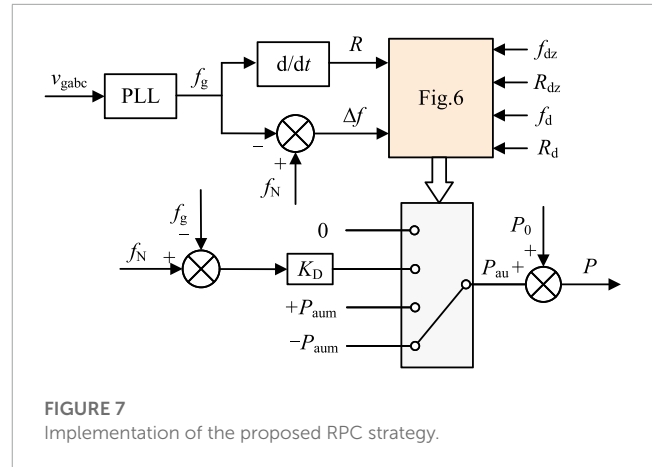 R
d/dt
v_gabc
PLL
f_g
Fig.6
f_dz
R_dz
f_d
R_d
Δf
−
+
f_N
f_g
−
f_N
+
K_D
0
+P_aum
−P_aum
P_0
+
P_au +
P
FIGURE 7
Implementation of the proposed RPC strategy.